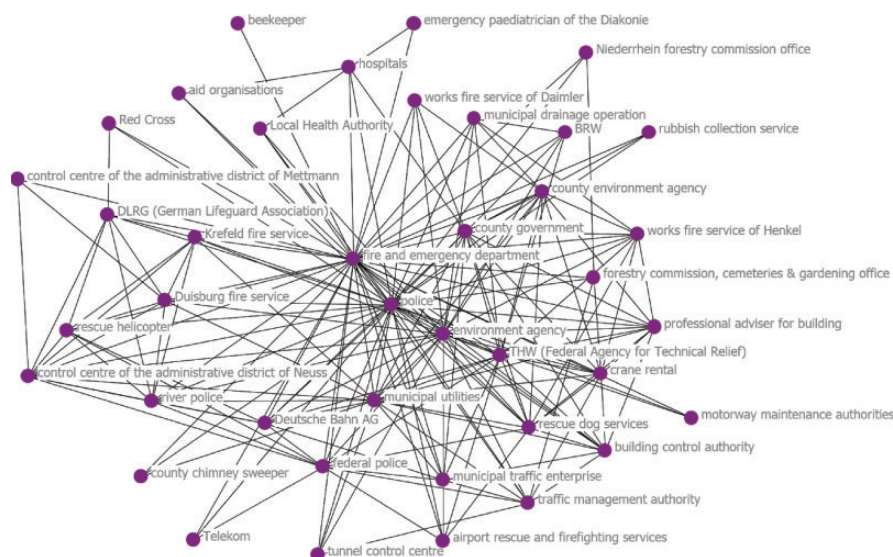 beekeeper
emergency paediatrician of the Diakonie
Niederrhein forestry commission office
hospitals
aid organisations
works fire service of Daimler
municipal drainage operation
Red Cross
Local Health Authority
BRW
rubbish collection service
control centre of the administrative district of Mettmann
county environment agency
DLRG (German Lifeguard Association)
county government
works fire service of Henkel
Krefeld fire service
fire and emergency department
forestry commission, cemeteries & gardening office
Duisburg fire service
police
rescue helicopter
environment agency
professional adviser for building
THW (Federal Agency for Technical Relief)
control centre of the administrative district of Neuss
crane rental
river police
municipal utilities
Deutsche Bahn AG
rescue dog services
motorway maintenance authorities
building control authority
federal police
county chimney sweeper
municipal traffic enterprise
traffic management authority
Telekom
airport rescue and firefighting services
tunnel control centre